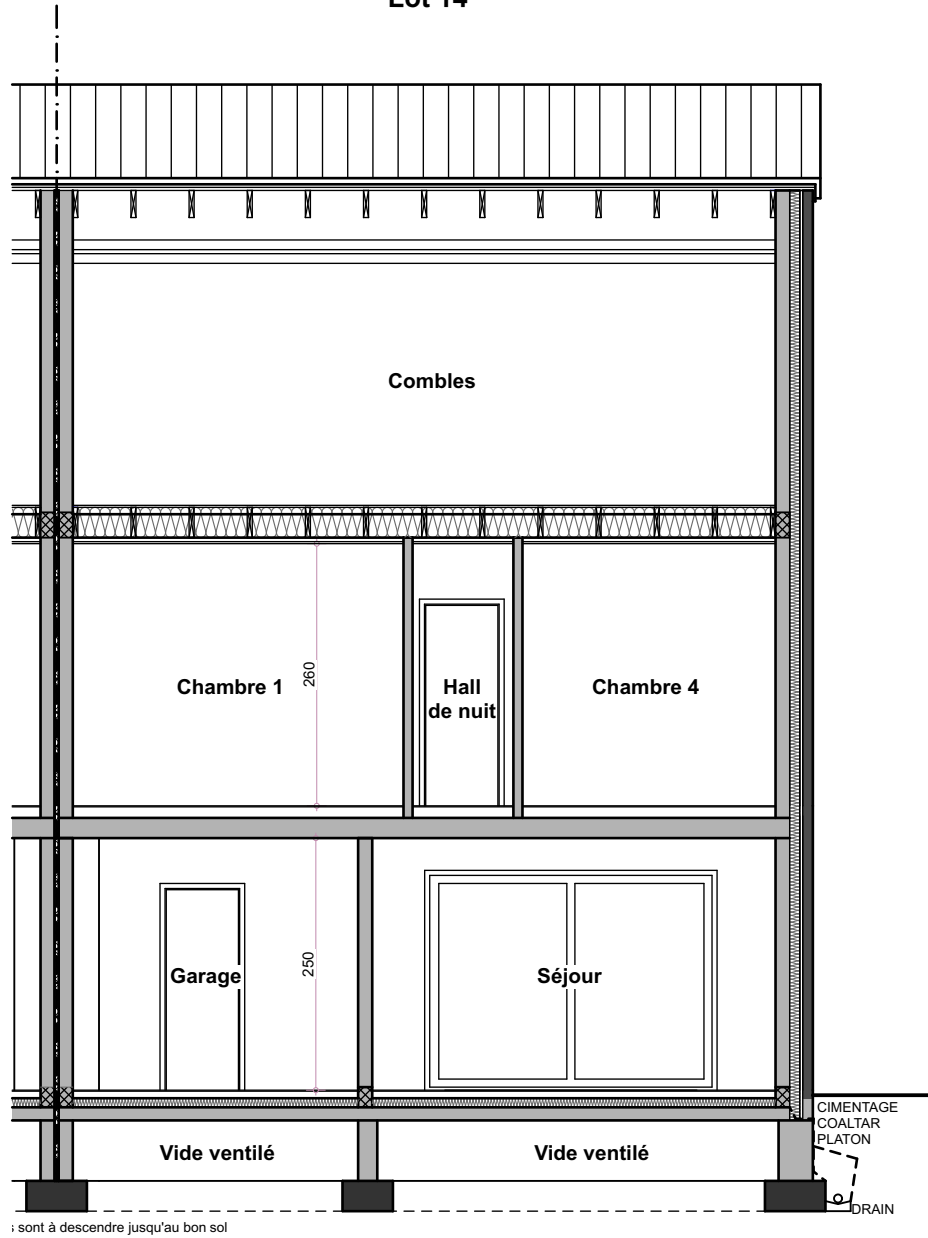 Lot 14
Combles
Chambre 1
260
Hall
de nuit
Chambre 4
Garage
250
Séjour
CIMENTAGE
COALTAR
PLATON
Vide ventilé
Vide ventilé
DRAIN
sont à descendre jusqu'au bon sol